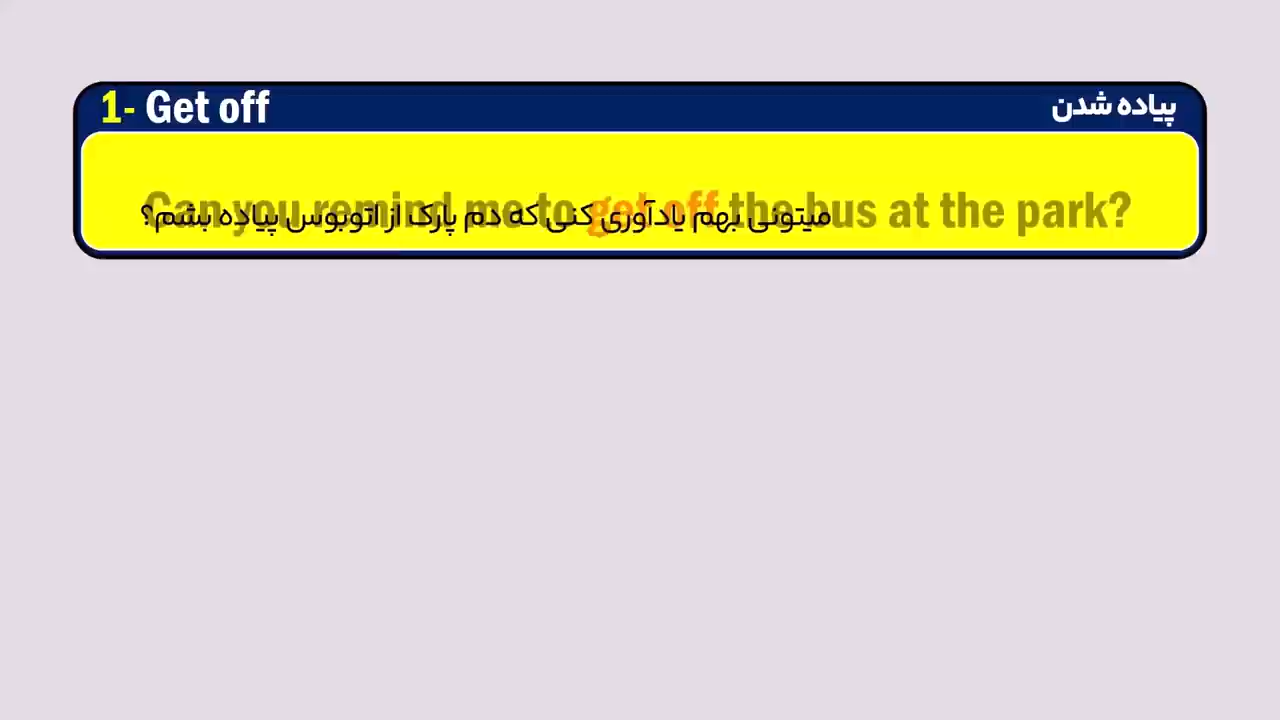 1- Get off
پیاده شدن
Can you remind me to get off the bus at the park?
میتونی بهم یادآوری کنی که دم پارک از اتوبوس پیاده بشم؟